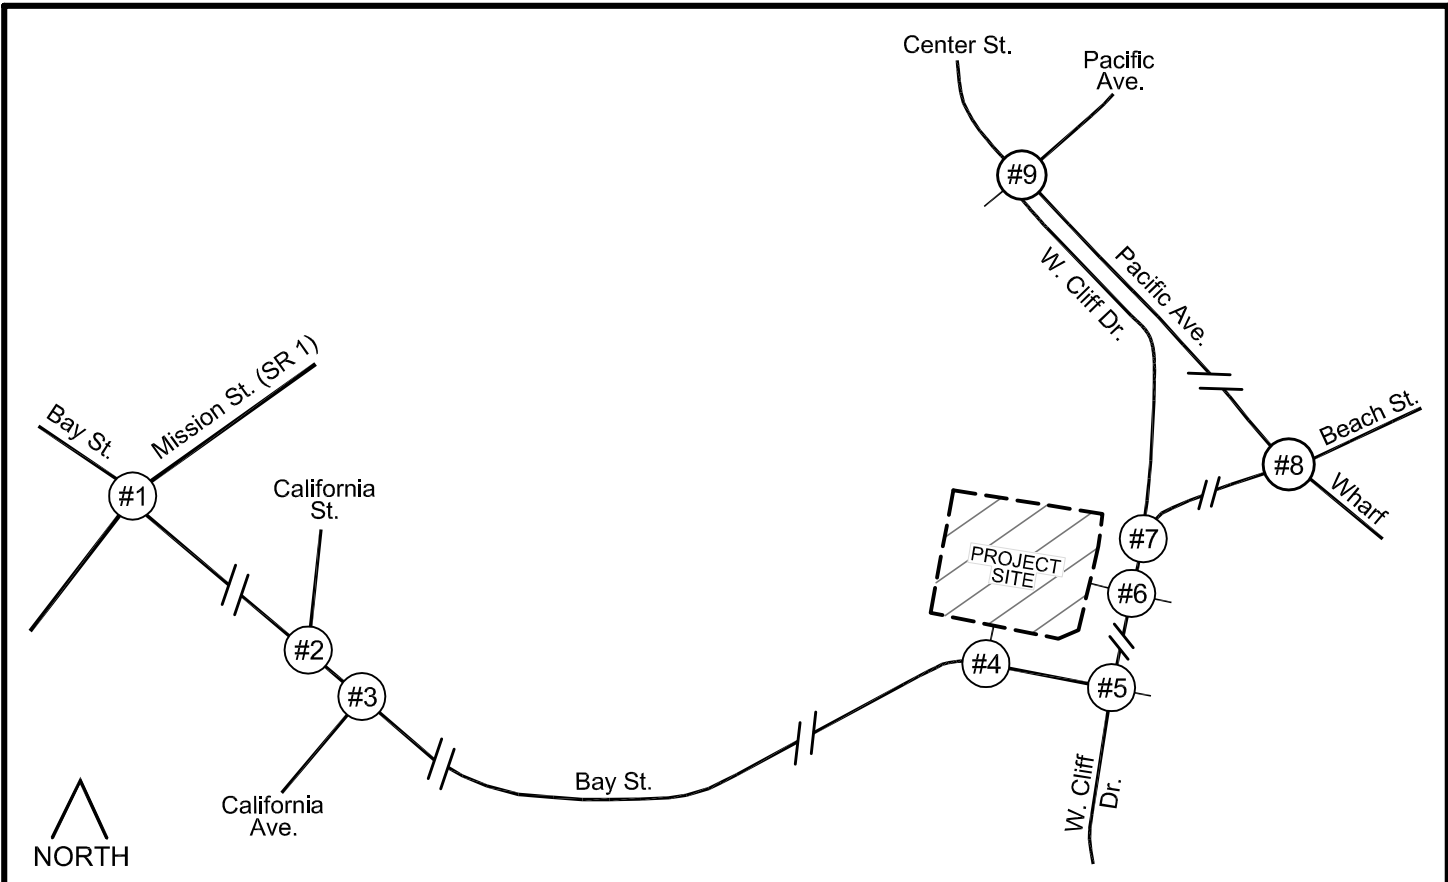 Center St.
Pacific
Ave.
#9
W. Cliff Dr.
Pacific Ave.
Mission St. (SR 1)
Bay St.
Beach St.
#8
Wharf
#1
California
St.
#7
PROJECT
SITE
#6
#2
#4
#5
#3
Bay St.
W. Cliff
Dr.
California
Ave.
NORTH